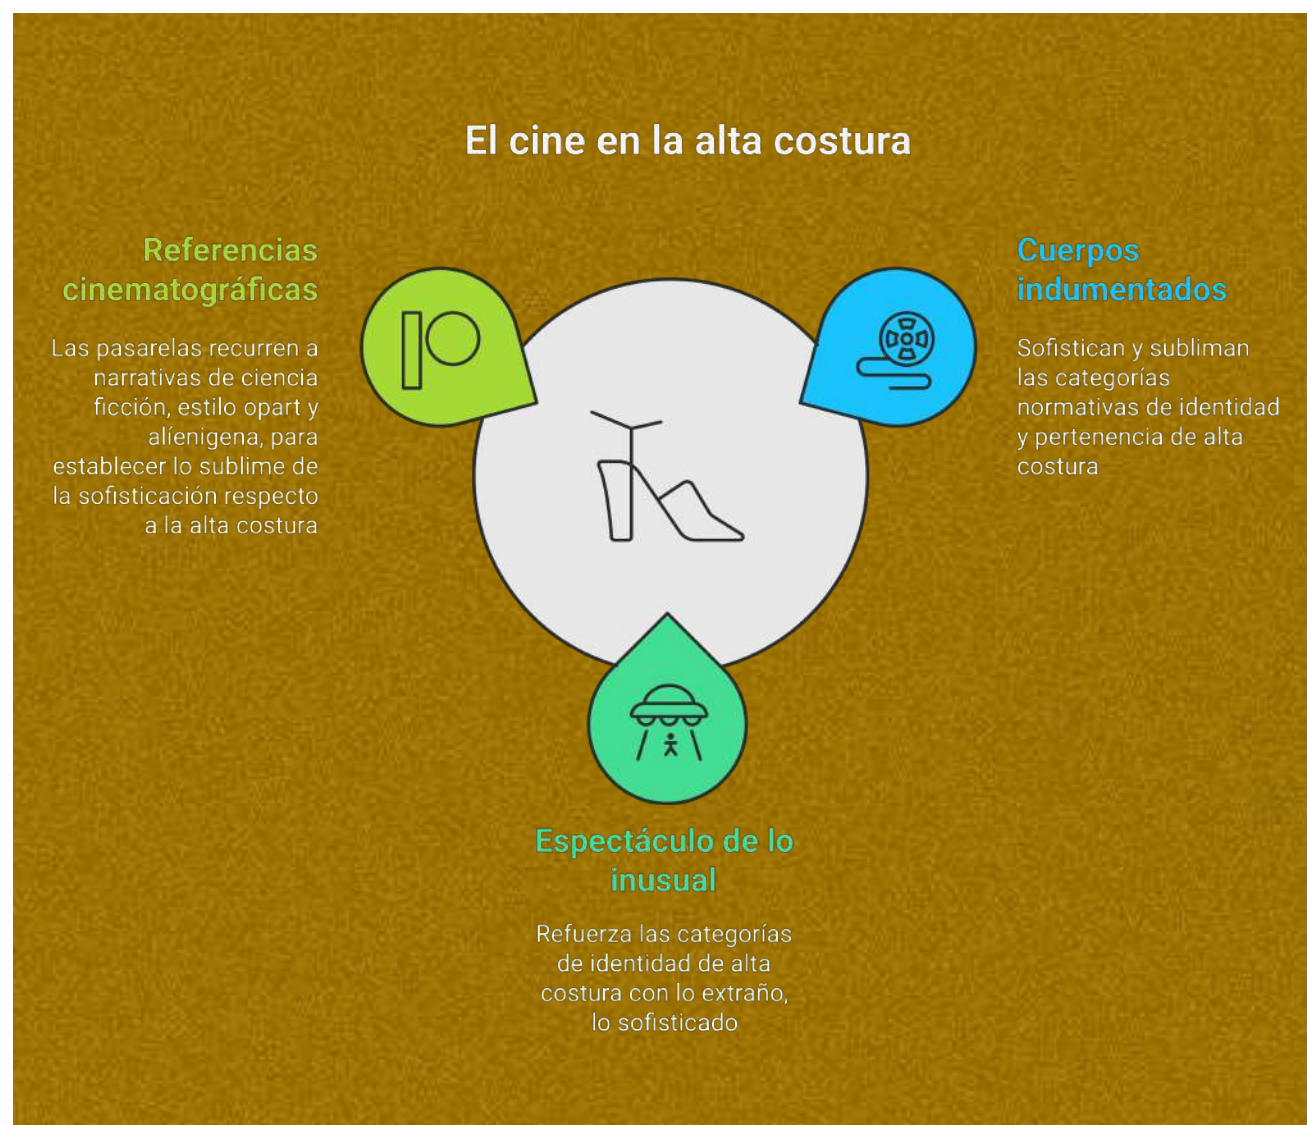 El cine en la alta costura
Referencias
cinematográficas
Las pasarelas recurren a
narrativas de ciencia
ficción, estilo opart y
alíenigena, para
establecer lo sublime de
la sofisticación respecto
a la alta costura
Cuerpos
indumentados
Sofistican y subliman
las categorías
normativas de identidad
y pertenencia de alta
costura
Espectáculo de lo
inusual
Refuerza las categorías
de identidad de alta
costura con lo extraño,
lo sofisticado